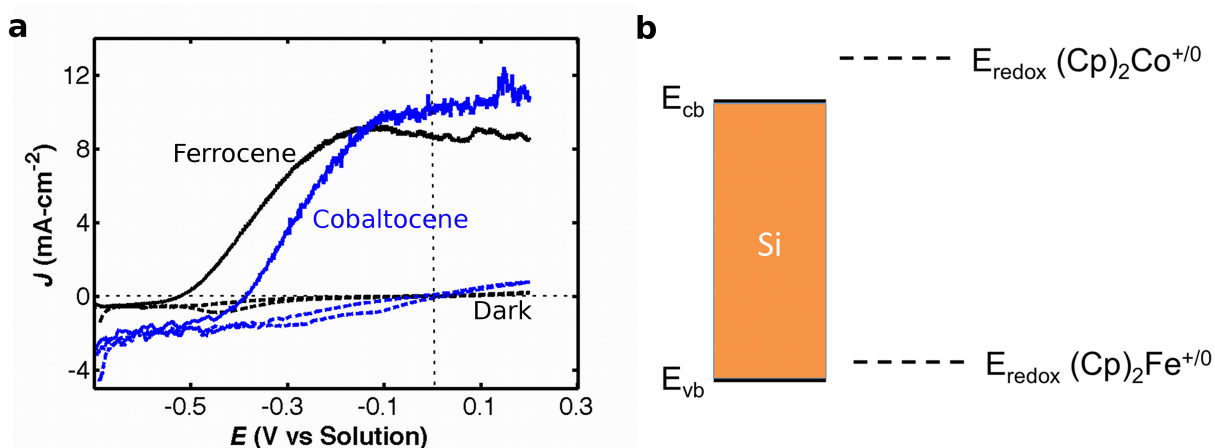 a
12
8
4
0
-4
J (mA-cm-2)
Ferrocene
Cobaltocene
Dark
-0.5 -0.3 -0.1 0.1 0.3
E (V vs Solution)
b
Eredox (Cp)2Co+/0
Ecb
Si
Eredox (Cp)2Fe+/0
Evb